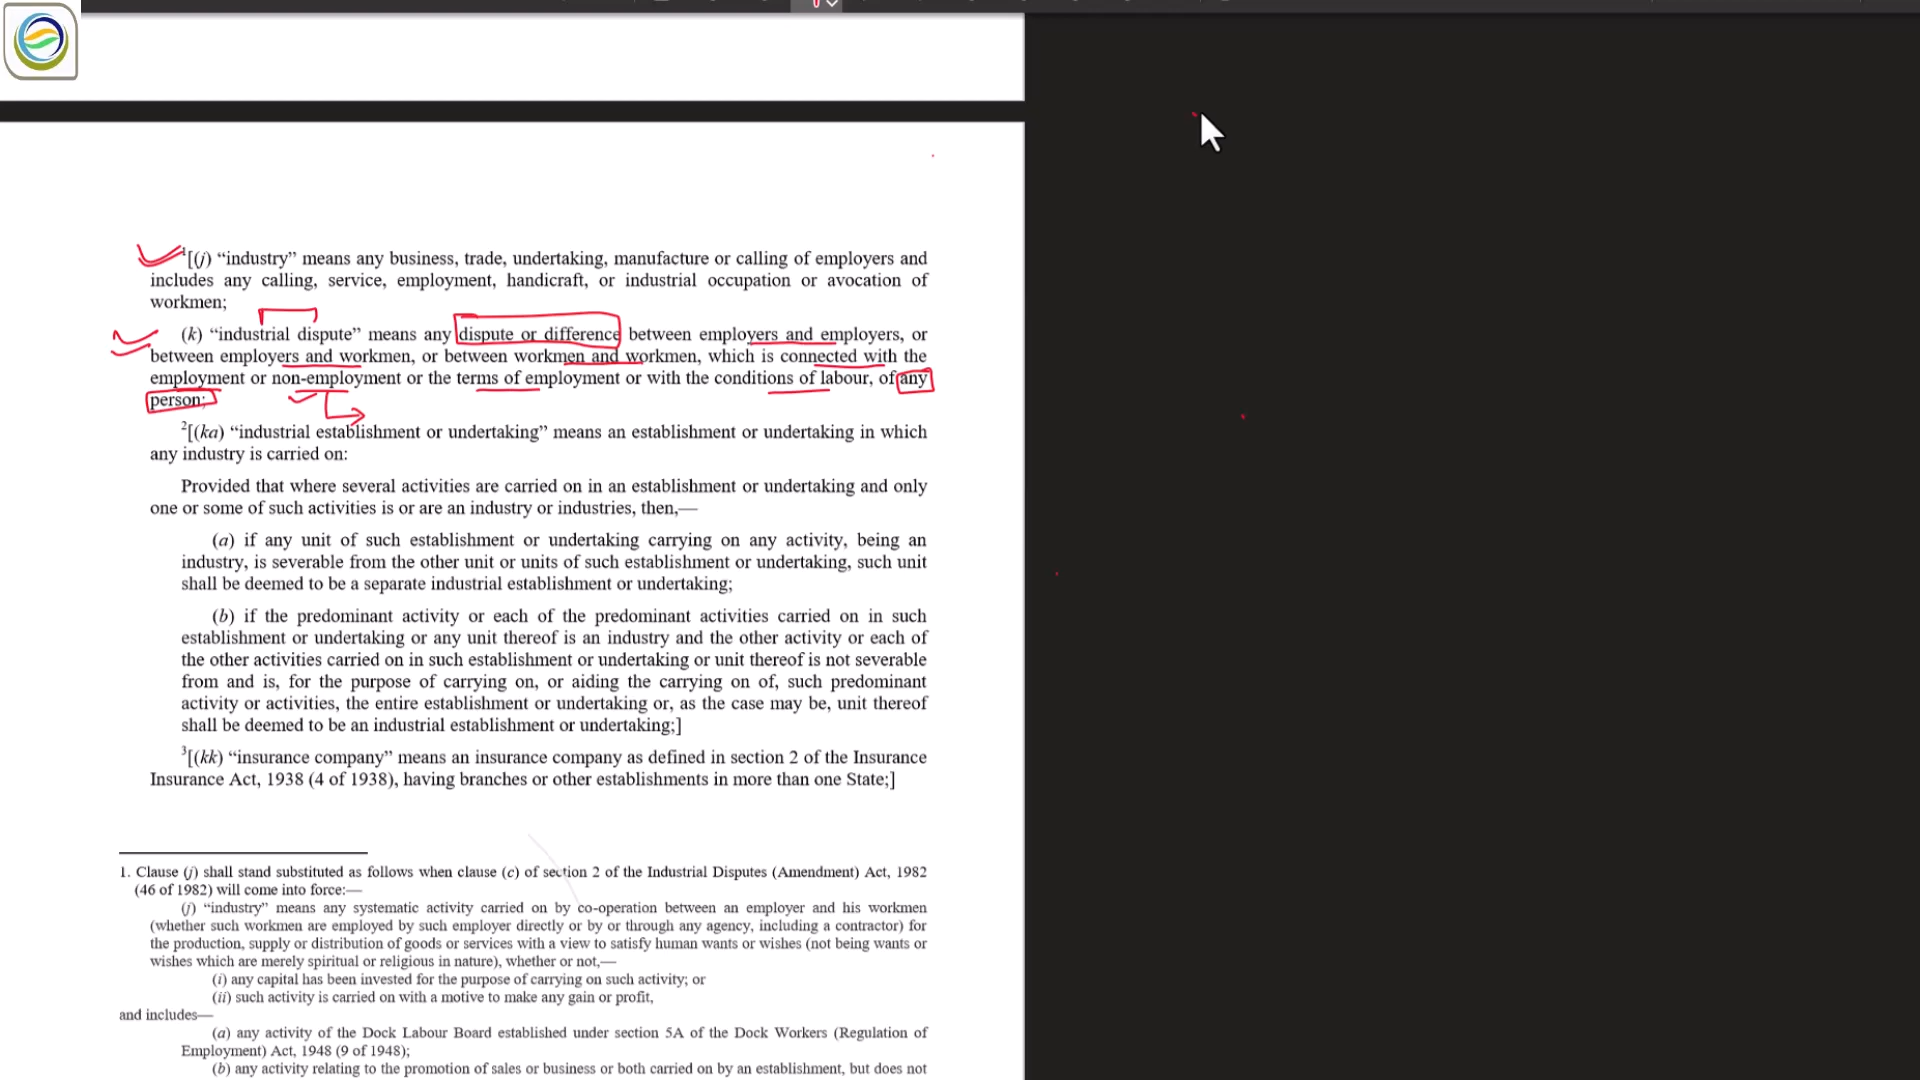 1[(j) “industry” means any business, trade, undertaking, manufacture or calling of employers and
includes any calling, service, employment, handicraft, or industrial occupation or avocation of
workmen;
(k) “industrial dispute” means any dispute or difference between employers and employers, or
between employers and workmen, or between workmen and workmen, which is connected with the
employment or non-employment or the terms of employment or with the conditions of labour, of any
person;
2[(ka) “industrial establishment or undertaking” means an establishment or undertaking in which
any industry is carried on:
Provided that where several activities are carried on in an establishment or undertaking and only
one or some of such activities is or are an industry or industries, then,—
(a) if any unit of such establishment or undertaking carrying on any activity, being an
industry, is severable from the other unit or units of such establishment or undertaking, such unit
shall be deemed to be a separate industrial establishment or undertaking;
(b) if the predominant activity or each of the predominant activities carried on in such
establishment or undertaking or any unit thereof is an industry and the other activity or each of
the other activities carried on in such establishment or undertaking or unit thereof is not severable
from and is, for the purpose of carrying on, or aiding the carrying on of, such predominant
activity or activities, the entire establishment or undertaking or, as the case may be, unit thereof
shall be deemed to be an industrial establishment or undertaking;]
3[(kk) “insurance company” means an insurance company as defined in section 2 of the Insurance
Insurance Act, 1938 (4 of 1938), having branches or other establishments in more than one State;]
1. Clause (j) shall stand substituted as follows when clause (c) of section 2 of the Industrial Disputes (Amendment) Act, 1982
(46 of 1982) will come into force:—
(j) “industry” means any systematic activity carried on by co-operation between an employer and his workmen
(whether such workmen are employed by such employer directly or by or through any agency, including a contractor) for
the production, supply or distribution of goods or services with a view to satisfy human wants or wishes (not being wants or
wishes which are merely spiritual or religious in nature), whether or not,—
(i) any capital has been invested for the purpose of carrying on such activity; or
(ii) such activity is carried on with a motive to make any gain or profit,
and includes—
(a) any activity of the Dock Labour Board established under section 5A of the Dock Workers (Regulation of
Employment) Act, 1948 (9 of 1948);
(b) any activity relating to the promotion of sales or business or both carried on by an establishment, but does not